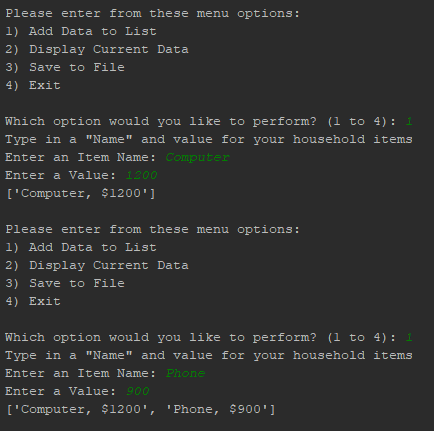 Please enter from these menu options:
1) Add Data to List
2) Display Current Data
3) Save to File
4) Exit
Which option would you like to perform? (1 to 4): 1
Type in a "Name" and value for your household items
Enter an Item Name: Computer
Enter a Value: 1200
['Computer, $1200']
Please enter from these menu options:
1) Add Data to List
2) Display Current Data
3) Save to File
4) Exit
Which option would you like to perform? (1 to 4): 1
Type in a "Name" and value for your household items
Enter an Item Name: Phone
Enter a Value: 900
['Computer, $1200', 'Phone, $900']